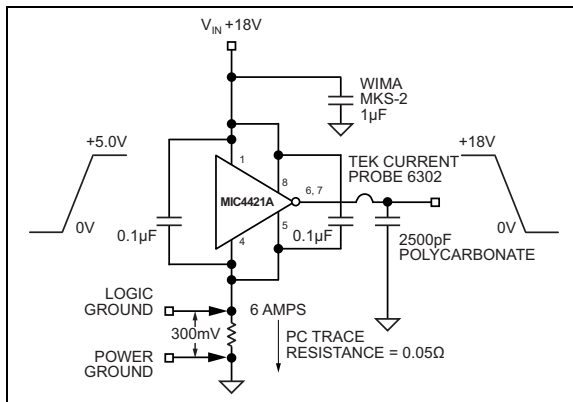 V_IN +18V
WIMA
MKS-2
1µF
+5.0V
0V
0.1µF
1
8
6, 7
MIC4421A
5
4
0.1µF
TEK CURRENT
PROBE 6302
+18V
0V
2500pF
POLYCARBONATE
LOGIC
GROUND
300mV
POWER
GROUND
6 AMPS
PC TRACE
RESISTANCE = 0.05Ω